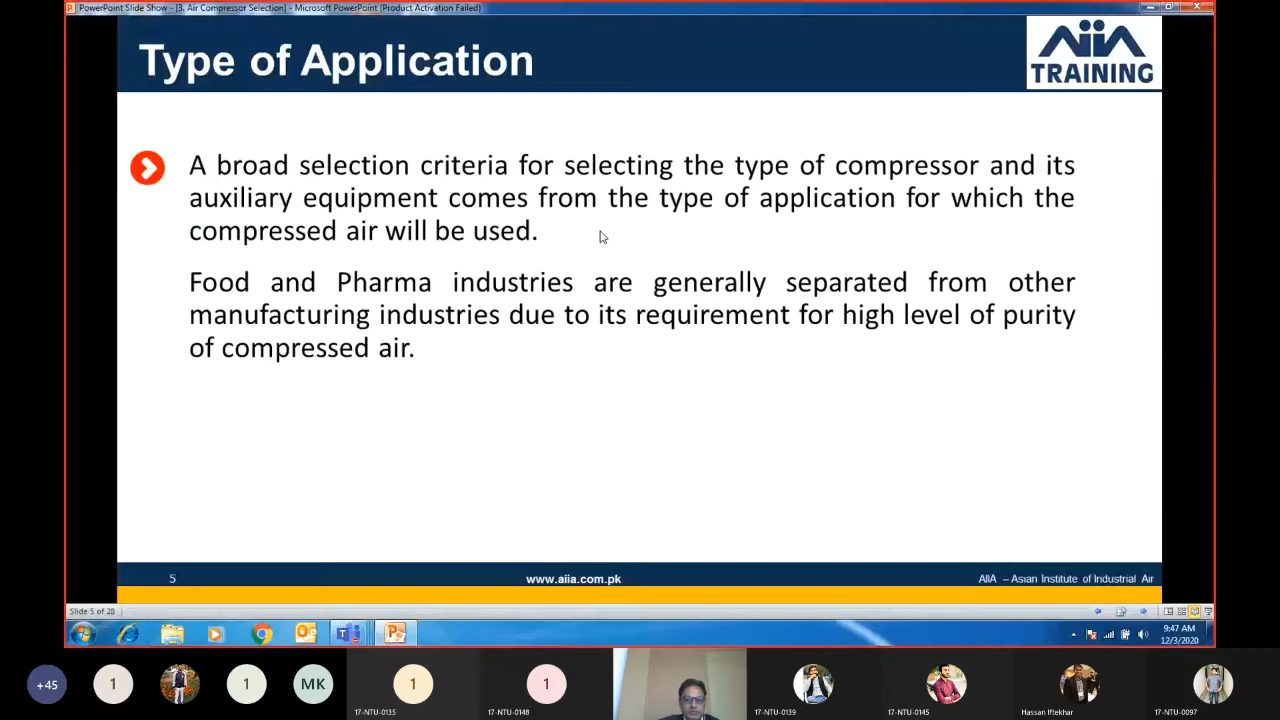 PowerPoint Slide Show - [3. Air Compressor Selection] - Microsoft PowerPoint (Product Activation Failed)
Type of Application
AIIA
TRAINING
A broad selection criteria for selecting the type of compressor and its
auxiliary equipment comes from the type of application for which the
compressed air will be used.
Food and Pharma industries are generally separated from other
manufacturing industries due to its requirement for high level of purity
of compressed air.
5
www.aiia.com.pk
AIIA – Asian Institute of Industrial Air
Slide 5 of 28
9:47 AM
12/3/2020
+45
1
1
MK
1
1
17-NTU-0135
17-NTU-0148
17-NTU-0139
17-NTU-0145
Hassan Iftekhar
17-NTU-0097